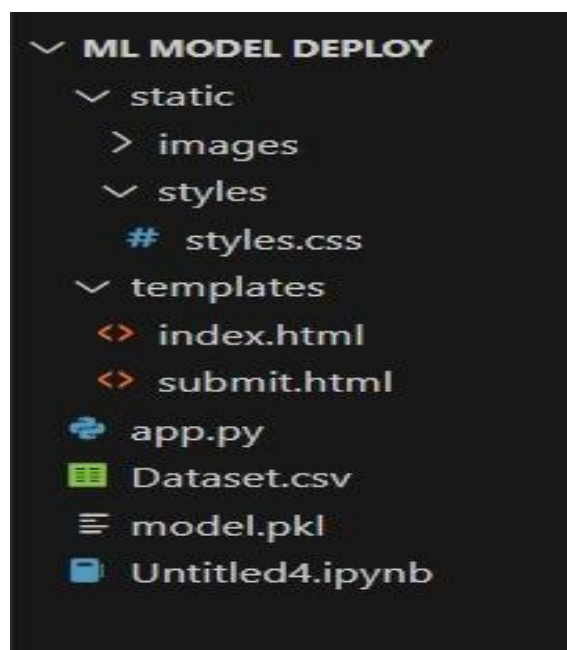 ML MODEL DEPLOY
static
images
styles
# styles.css
templates
<> index.html
<> submit.html
app.py
Dataset.csv
model.pkl
Untitled4.ipynb